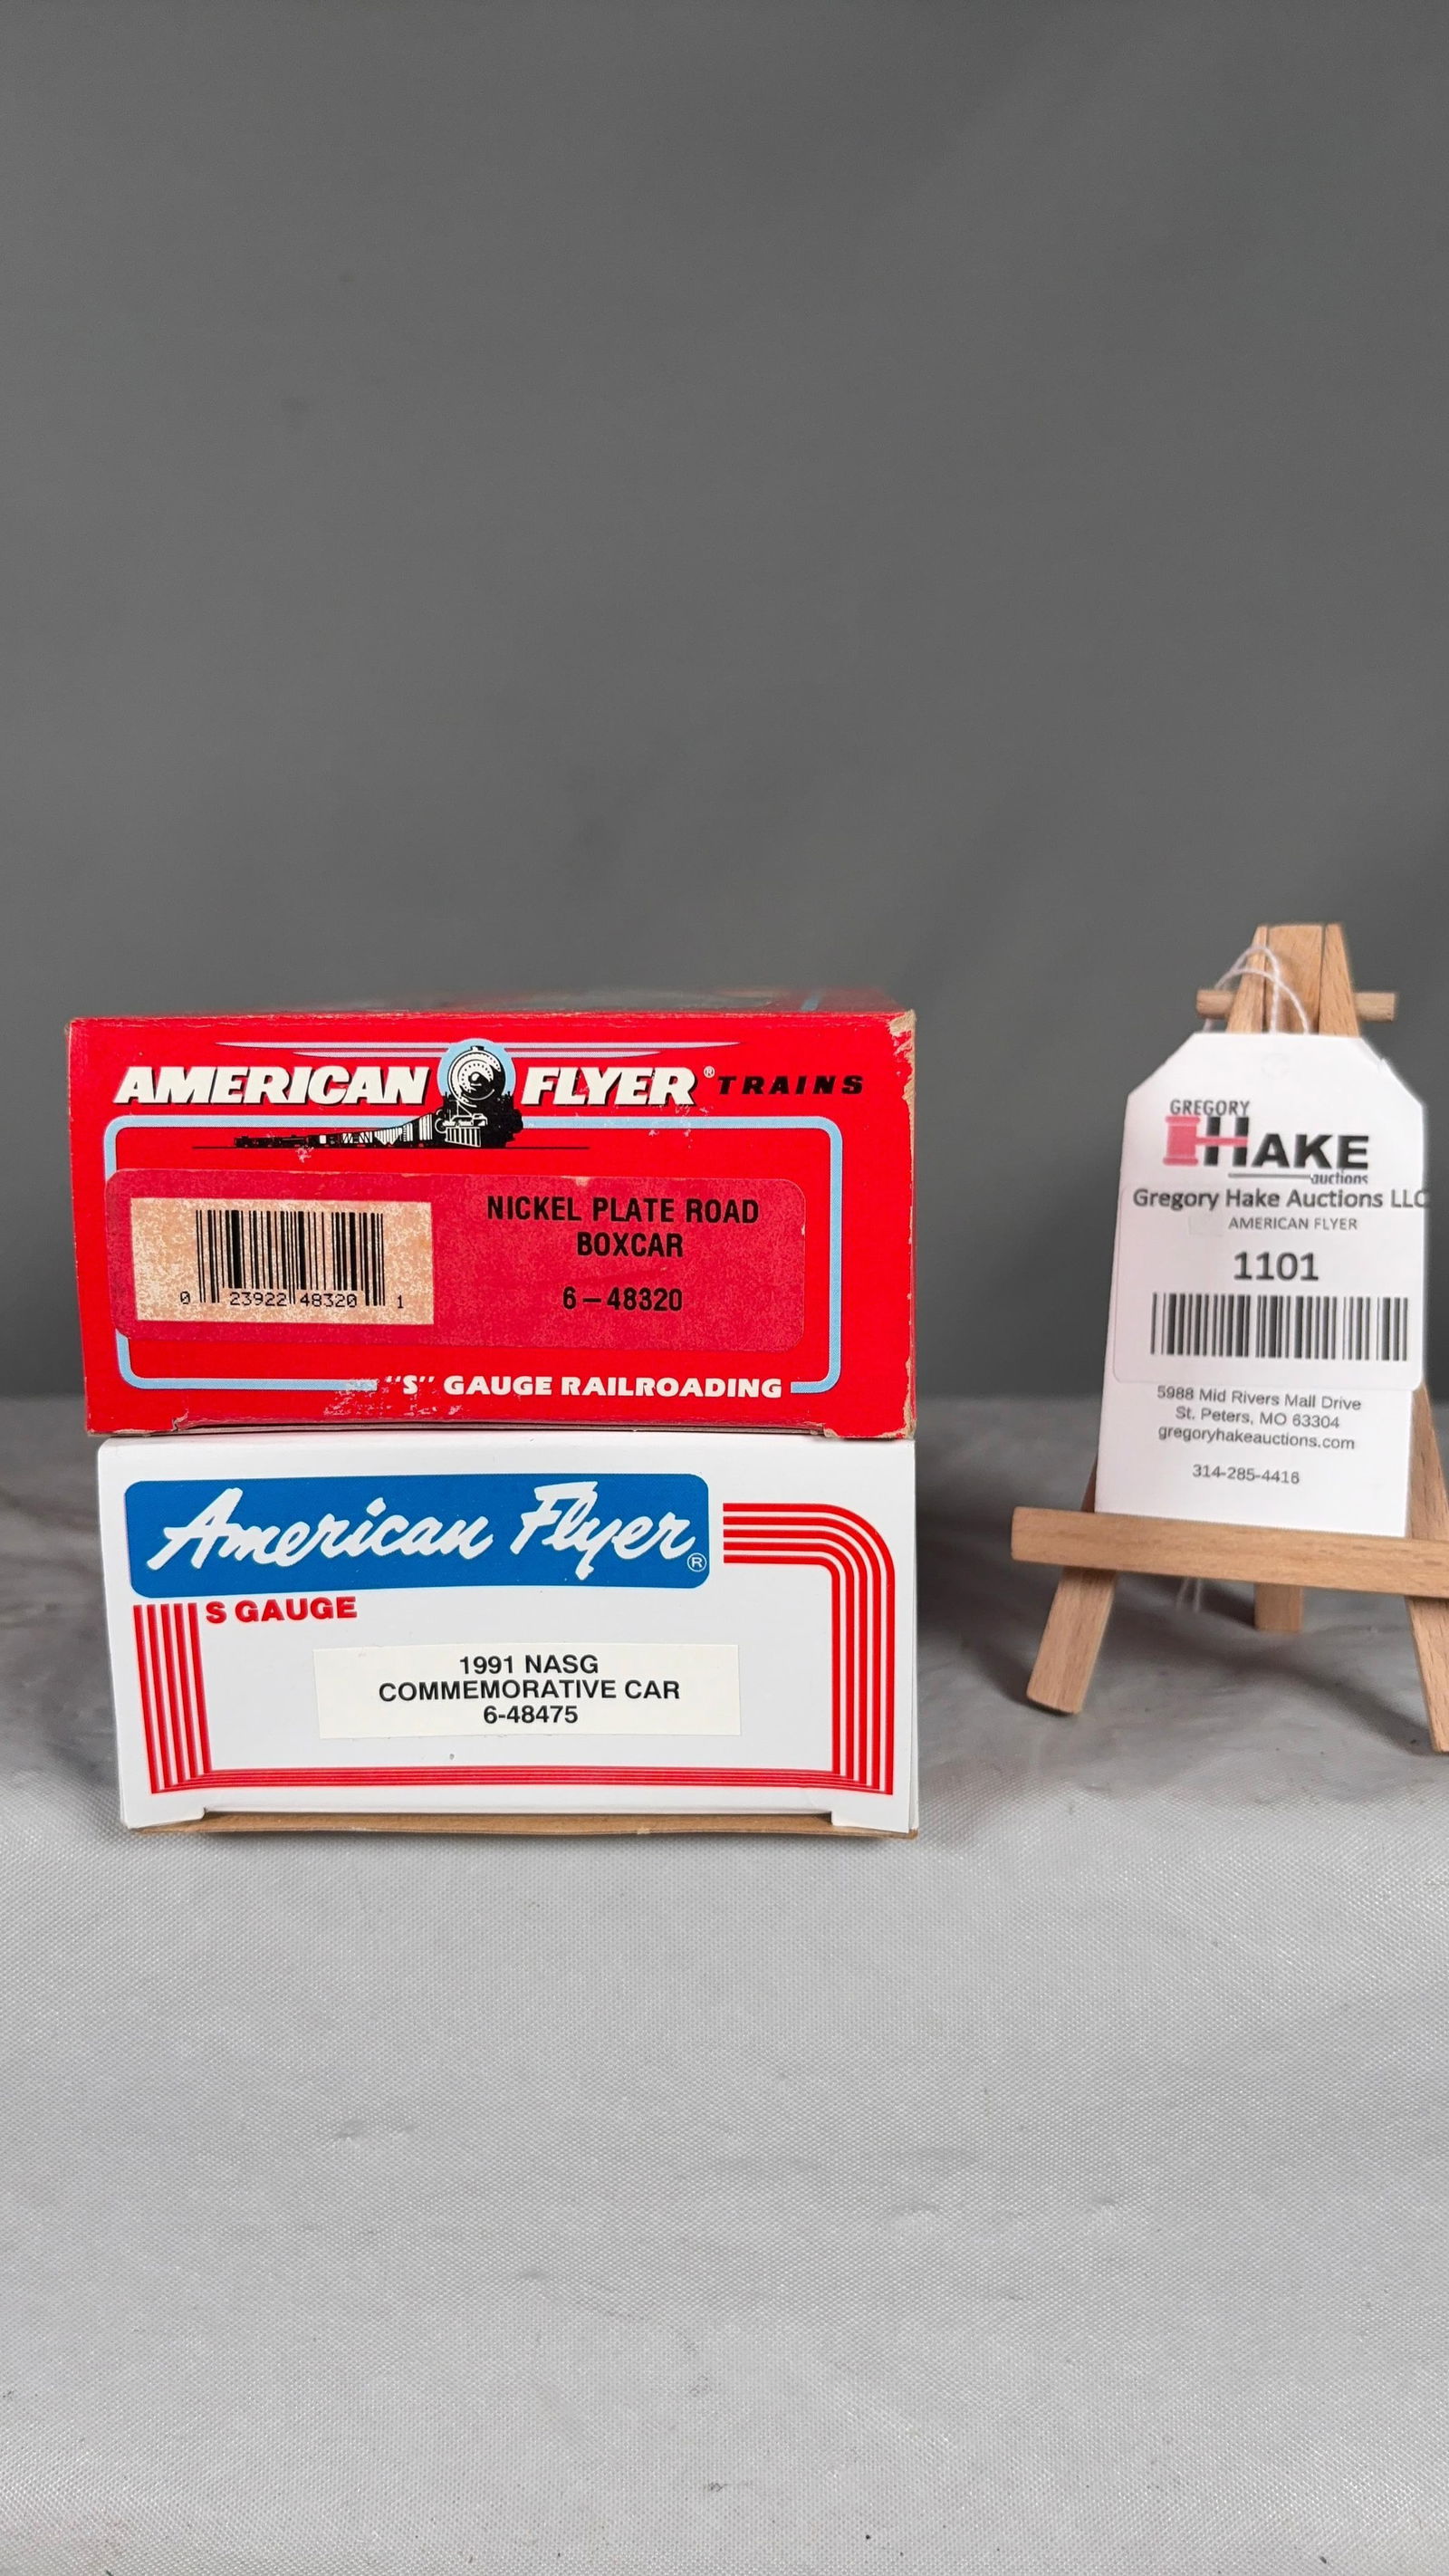 AMERICAN FLYER® TRAINS
NICKEL PLATE ROAD
BOXCAR
6-48320
0 23922 48320 1
"S" GAUGE RAILROADING
American Flyer®
S GAUGE
1991 NASG
COMMEMORATIVE CAR
6-48475
GREGORY
HAKE
auctions
Gregory Hake Auctions LLC
AMERICAN FLYER
1101
5988 Mid Rivers Mall Drive
St. Peters, MO 63304
gregoryhakeauctions.com
314-285-4416